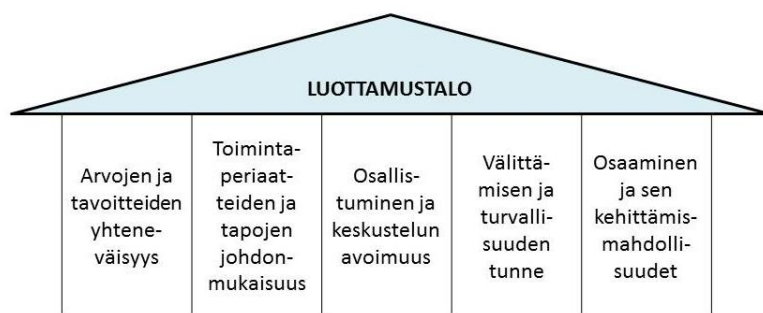 LUOTTAMUSTALO
Arvojen ja
tavoitteiden
yhtene-
väisyys
Toiminta-
periaat-
teiden ja
tapojen
johdon-
mukaisuus
Osallis-
tuminen ja
keskustelun
avoimuus
Välittä-
misen ja
turvalli-
suuden
tunne
Osaaminen
ja sen
kehittämis-
mahdolli-
suudet